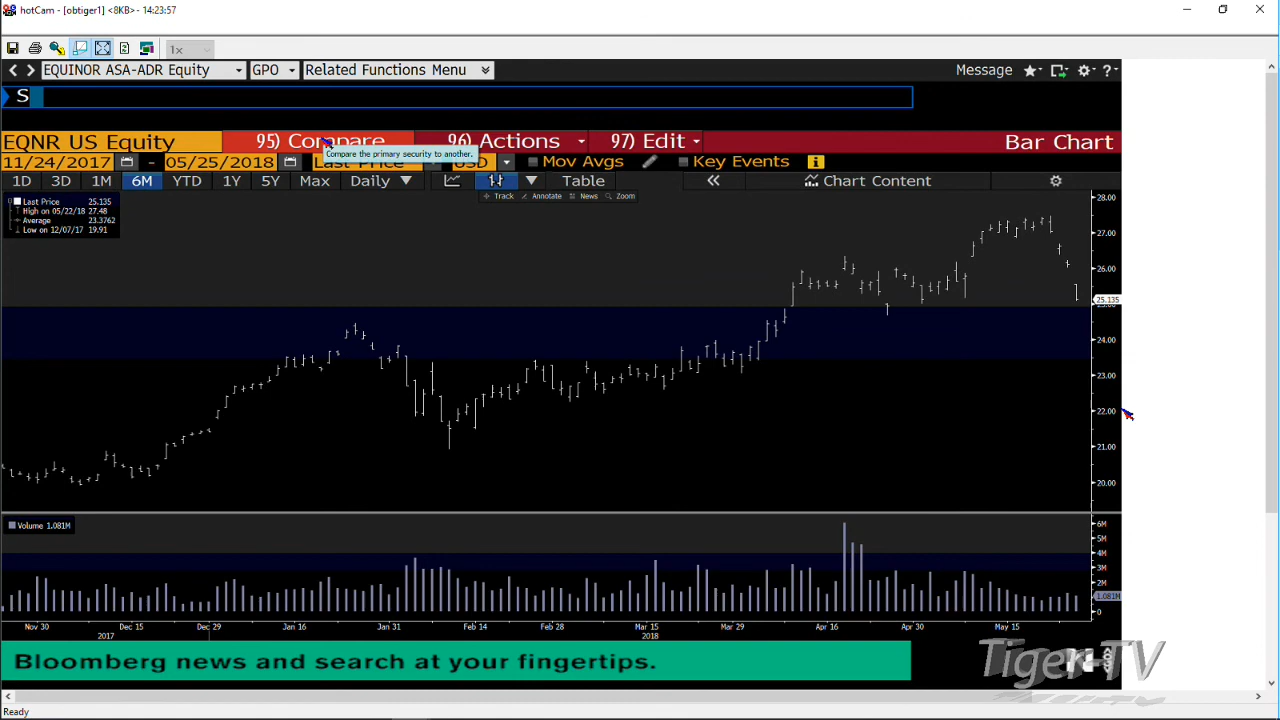 hotCam - [obtiger1] <8KB> - 14:23:57
1x
EQUINOR ASA-ADR Equity GPO Related Functions Menu Message ?
S
EQNR US Equity 95) Compare 96) Actions 97) Edit Bar Chart
Compare the primary security to another.
11/24/2017 - 05/25/2018 Last Price USD Mov Avgs Key Events
1D 3D 1M 6M YTD 1Y 5Y Max Daily Table Chart Content
Track Annotate News Zoom
Last Price 25.135
High on 05/22/18 27.48
Average 23.3762
Low on 12/07/17 19.91
28.00
27.00
26.00
25.135
24.00
23.00
22.00
21.00
20.00
Volume 1.081M
6M
5M
4M
3M
2M
1.081M
0
Nov 30 Dec 15 Dec 29 Jan 16 Jan 31 Feb 14 Feb 28 Mar 15 Mar 29 Apr 16 Apr 30 May 15
2017 2018
Bloomberg news and search at your fingertips.
Tiger-TV
Ready